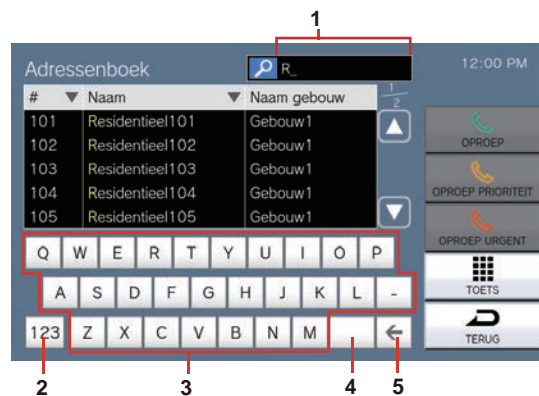 1
Adressenboek
R_
12:00 PM
# Naam Naam gebouw
1/2
101 Residentieel101 Gebouw1
102 Residentieel102 Gebouw1
103 Residentieel103 Gebouw1
104 Residentieel104 Gebouw1
105 Residentieel105 Gebouw1
OPROEP
OPROEP PRIORITEIT
OPROEP URGENT
TOETS
TERUG
Q W E R T Y U I O P
A S D F G H J K L -
123 Z X C V B N M
2 3 4 5